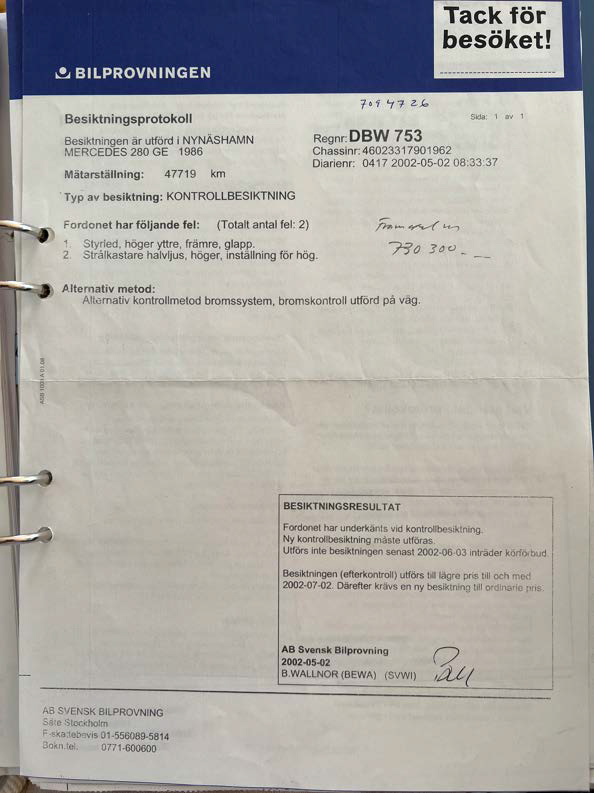 Tack för
besöket!
BILPROVNINGEN
7094726
Sida: 1 av 1
Besiktningsprotokoll
Besiktningen är utförd i NYNÄSHAMN
MERCEDES 280 GE 1986
Regnr: DBW 753
Chassinr: 46023317901962
Diarienr: 0417 2002-05-02 08:33:37
Mätarställning: 47719 km
Typ av besiktning: KONTROLLBESIKTNING
Fordonet har följande fel: (Totalt antal fel: 2)
1. Styrled, höger yttre, främre, glapp.
2. Strålkastare halvljus, höger, inställning för hög.
730 300.-
Alternativ metod:
Alternativ kontrollmetod bromssystem, bromskontroll utförd på väg.
BESIKTNINGSRESULTAT
Fordonet har underkänts vid kontrollbesiktning.
Ny kontrollbesiktning måste utföras.
Utförs inte besiktningen senast 2002-06-03 inträder körförbud.
Besiktningen (efterkontroll) utförs till lägre pris till och med
2002-07-02. Därefter krävs en ny besiktning till ordinarie pris.
AB Svensk Bilprovning
2002-05-02
B.WALLNOR (BEWA) (SVWI)
AB SVENSK BILPROVNING
Säte Stockholm
F-skattebevis 01-556089-5814
Bokn.tel. 0771-600600